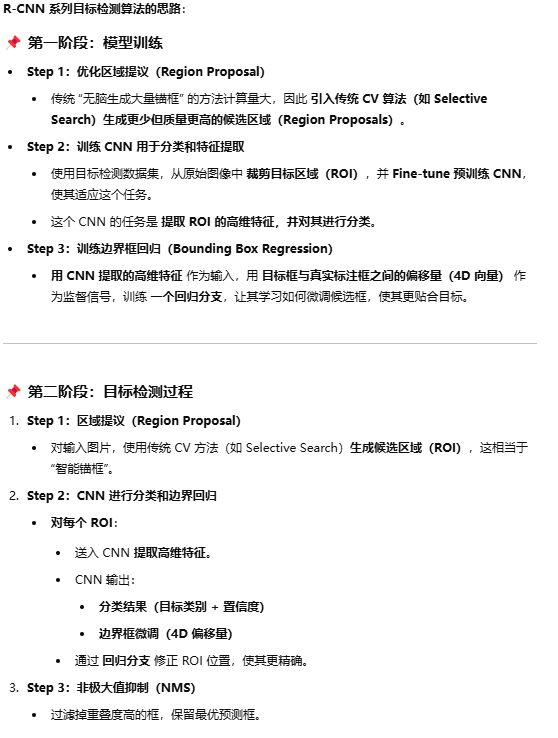 R-CNN 系列目标检测算法的思路：
📌 第一阶段：模型训练
• Step 1：优化区域提议（Region Proposal）
• 传统 “无脑生成大量锚框” 的方法计算量大，因此 引入传统 CV 算法（如 Selective
Search）生成更少但质量更高的候选区域（Region Proposals）。
• Step 2：训练 CNN 用于分类和特征提取
• 使用目标检测数据集，从原始图像中 裁剪目标区域（ROI），并 Fine-tune 预训练 CNN，
使其适应这个任务。
• 这个 CNN 的任务是 提取 ROI 的高维特征，并对其进行分类。
• Step 3：训练边界框回归（Bounding Box Regression）
• 用 CNN 提取的高维特征 作为输入，用 目标框与真实标注框之间的偏移量（4D 向量） 作
为监督信号，训练 一个回归分支，让其学习如何微调候选框，使其更贴合目标。
📌 第二阶段：目标检测过程
1. Step 1：区域提议（Region Proposal）
• 对输入图片，使用传统 CV 方法（如 Selective Search）生成候选区域（ROI），这相当于
“智能锚框”。
2. Step 2：CNN 进行分类和边界回归
• 对每个 ROI：
• 送入 CNN 提取高维特征。
• CNN 输出：
• 分类结果（目标类别 + 置信度）
• 边界框微调（4D 偏移量）
• 通过 回归分支 修正 ROI 位置，使其更精确。
3. Step 3：非极大值抑制（NMS）
• 过滤掉重叠度高的框，保留最优预测框。